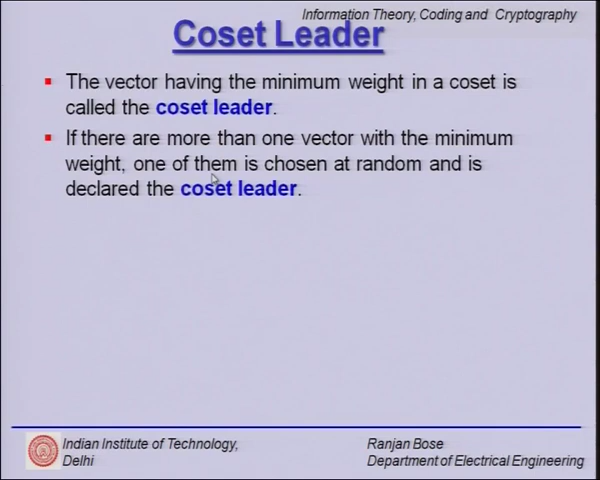 Information Theory, Coding and Cryptography
Coset Leader
The vector having the minimum weight in a coset is
called the coset leader.
If there are more than one vector with the minimum
weight, one of them is chosen at random and is
declared the coset leader.
Indian Institute of Technology,
Delhi
Ranjan Bose
Department of Electrical Engineering